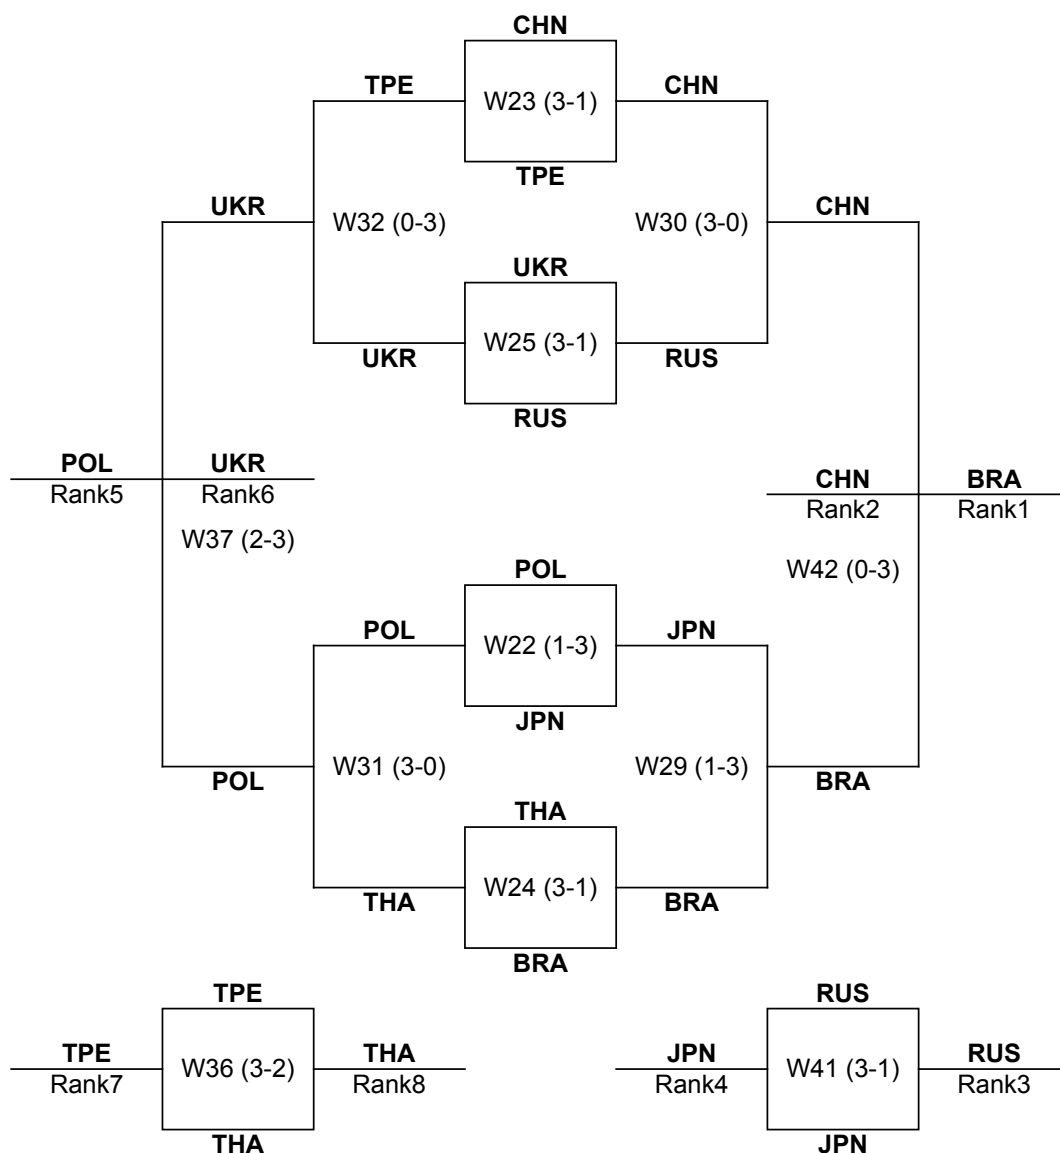 CHN
TPE W23 (3-1) CHN
TPE
UKR W32 (0-3) W30 (3-0) CHN
UKR
W25 (3-1)
UKR RUS
RUS
POL UKR
Rank5 Rank6
CHN BRA
Rank2 Rank1
W37 (2-3)
W42 (0-3)
POL
POL W22 (1-3) JPN
JPN
W31 (3-0) W29 (1-3)
POL BRA
THA
W24 (3-1)
THA BRA
BRA
TPE RUS
TPE W36 (3-2) THA JPN W41 (3-1) RUS
Rank7 Rank8 Rank4 Rank3
THA JPN